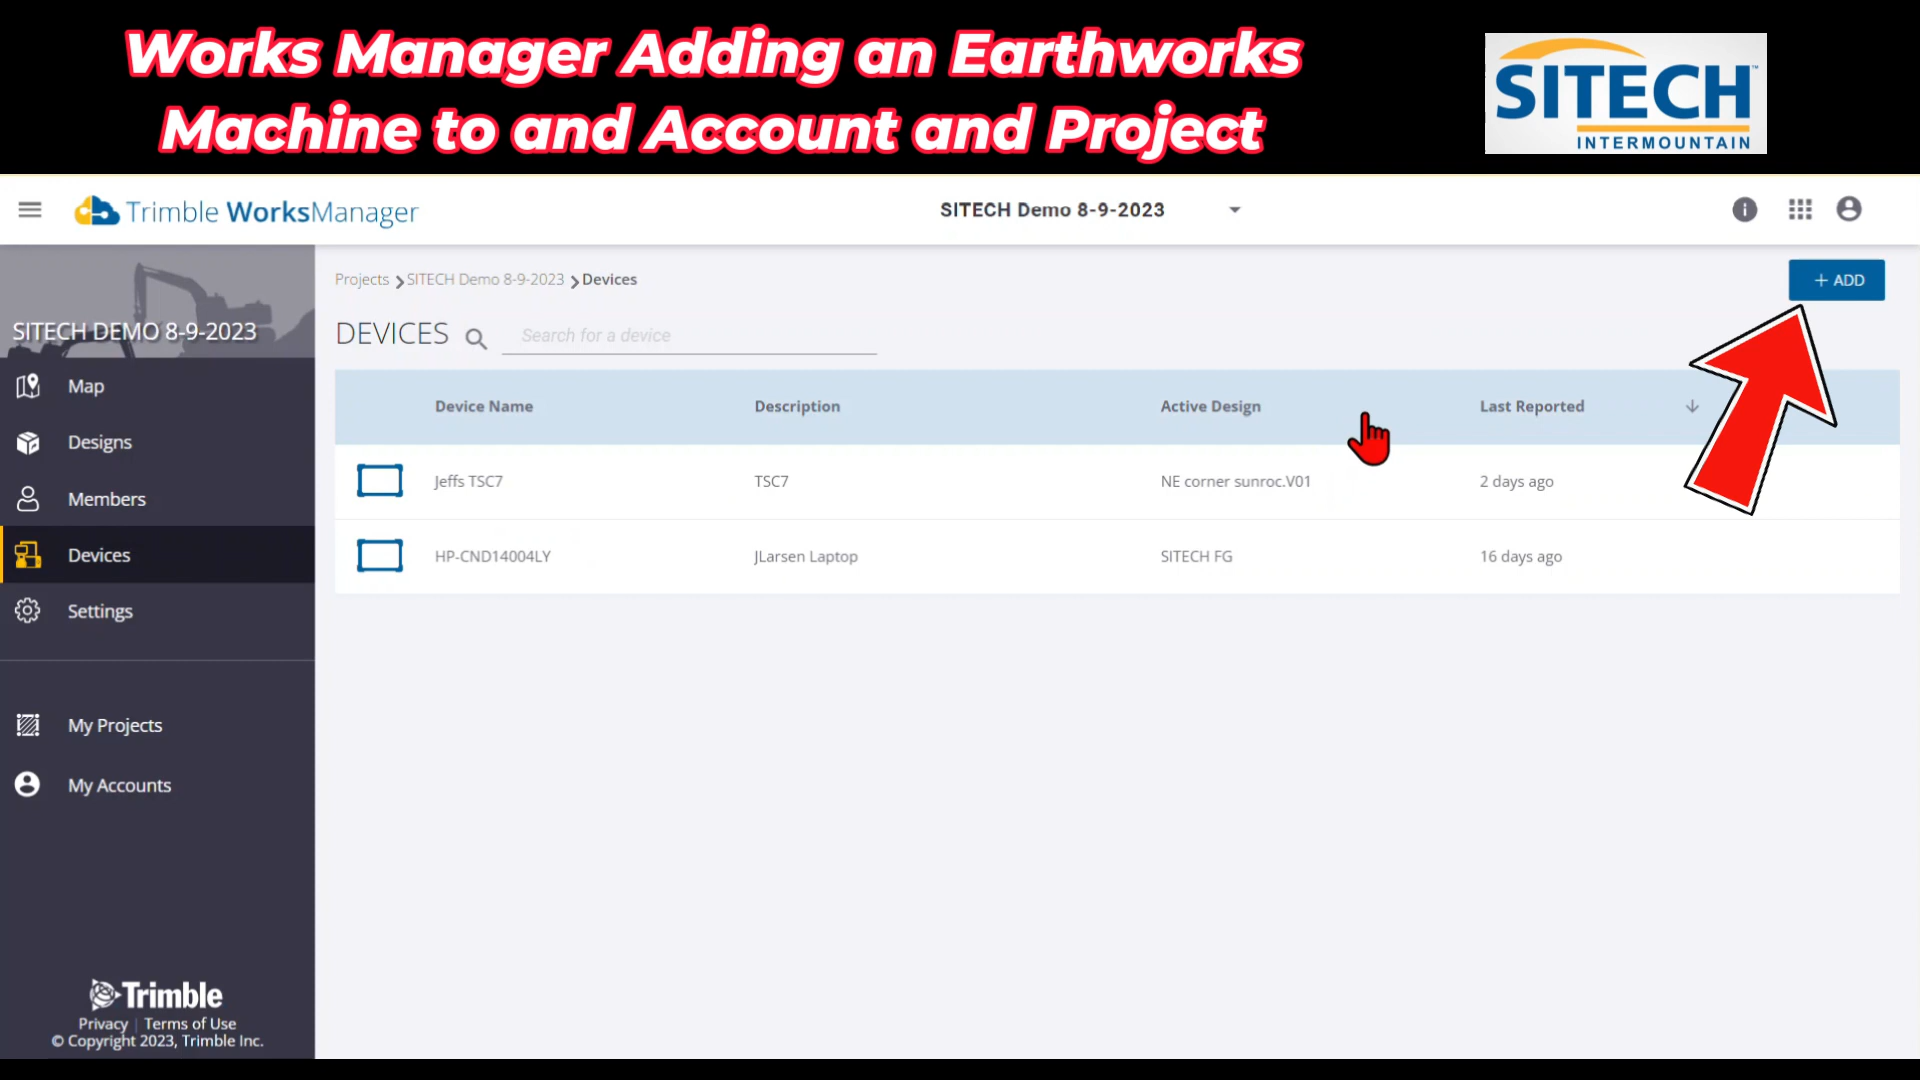 Works Manager Adding an Earthworks
Machine to and Account and Project
SITECH™
INTERMOUNTAIN
Trimble WorksManager
SITECH Demo 8-9-2023
SITECH DEMO 8-9-2023
Map
Designs
Members
Devices
Settings
My Projects
My Accounts
Trimble
Privacy | Terms of Use
© Copyright 2023, Trimble Inc.
Projects > SITECH Demo 8-9-2023 > Devices
+ ADD
DEVICES Search for a device
Device Name Description Active Design Last Reported
Jeffs TSC7 TSC7 NE corner sunroc.V01 2 days ago
HP-CND14004LY JLarsen Laptop SITECH FG 16 days ago